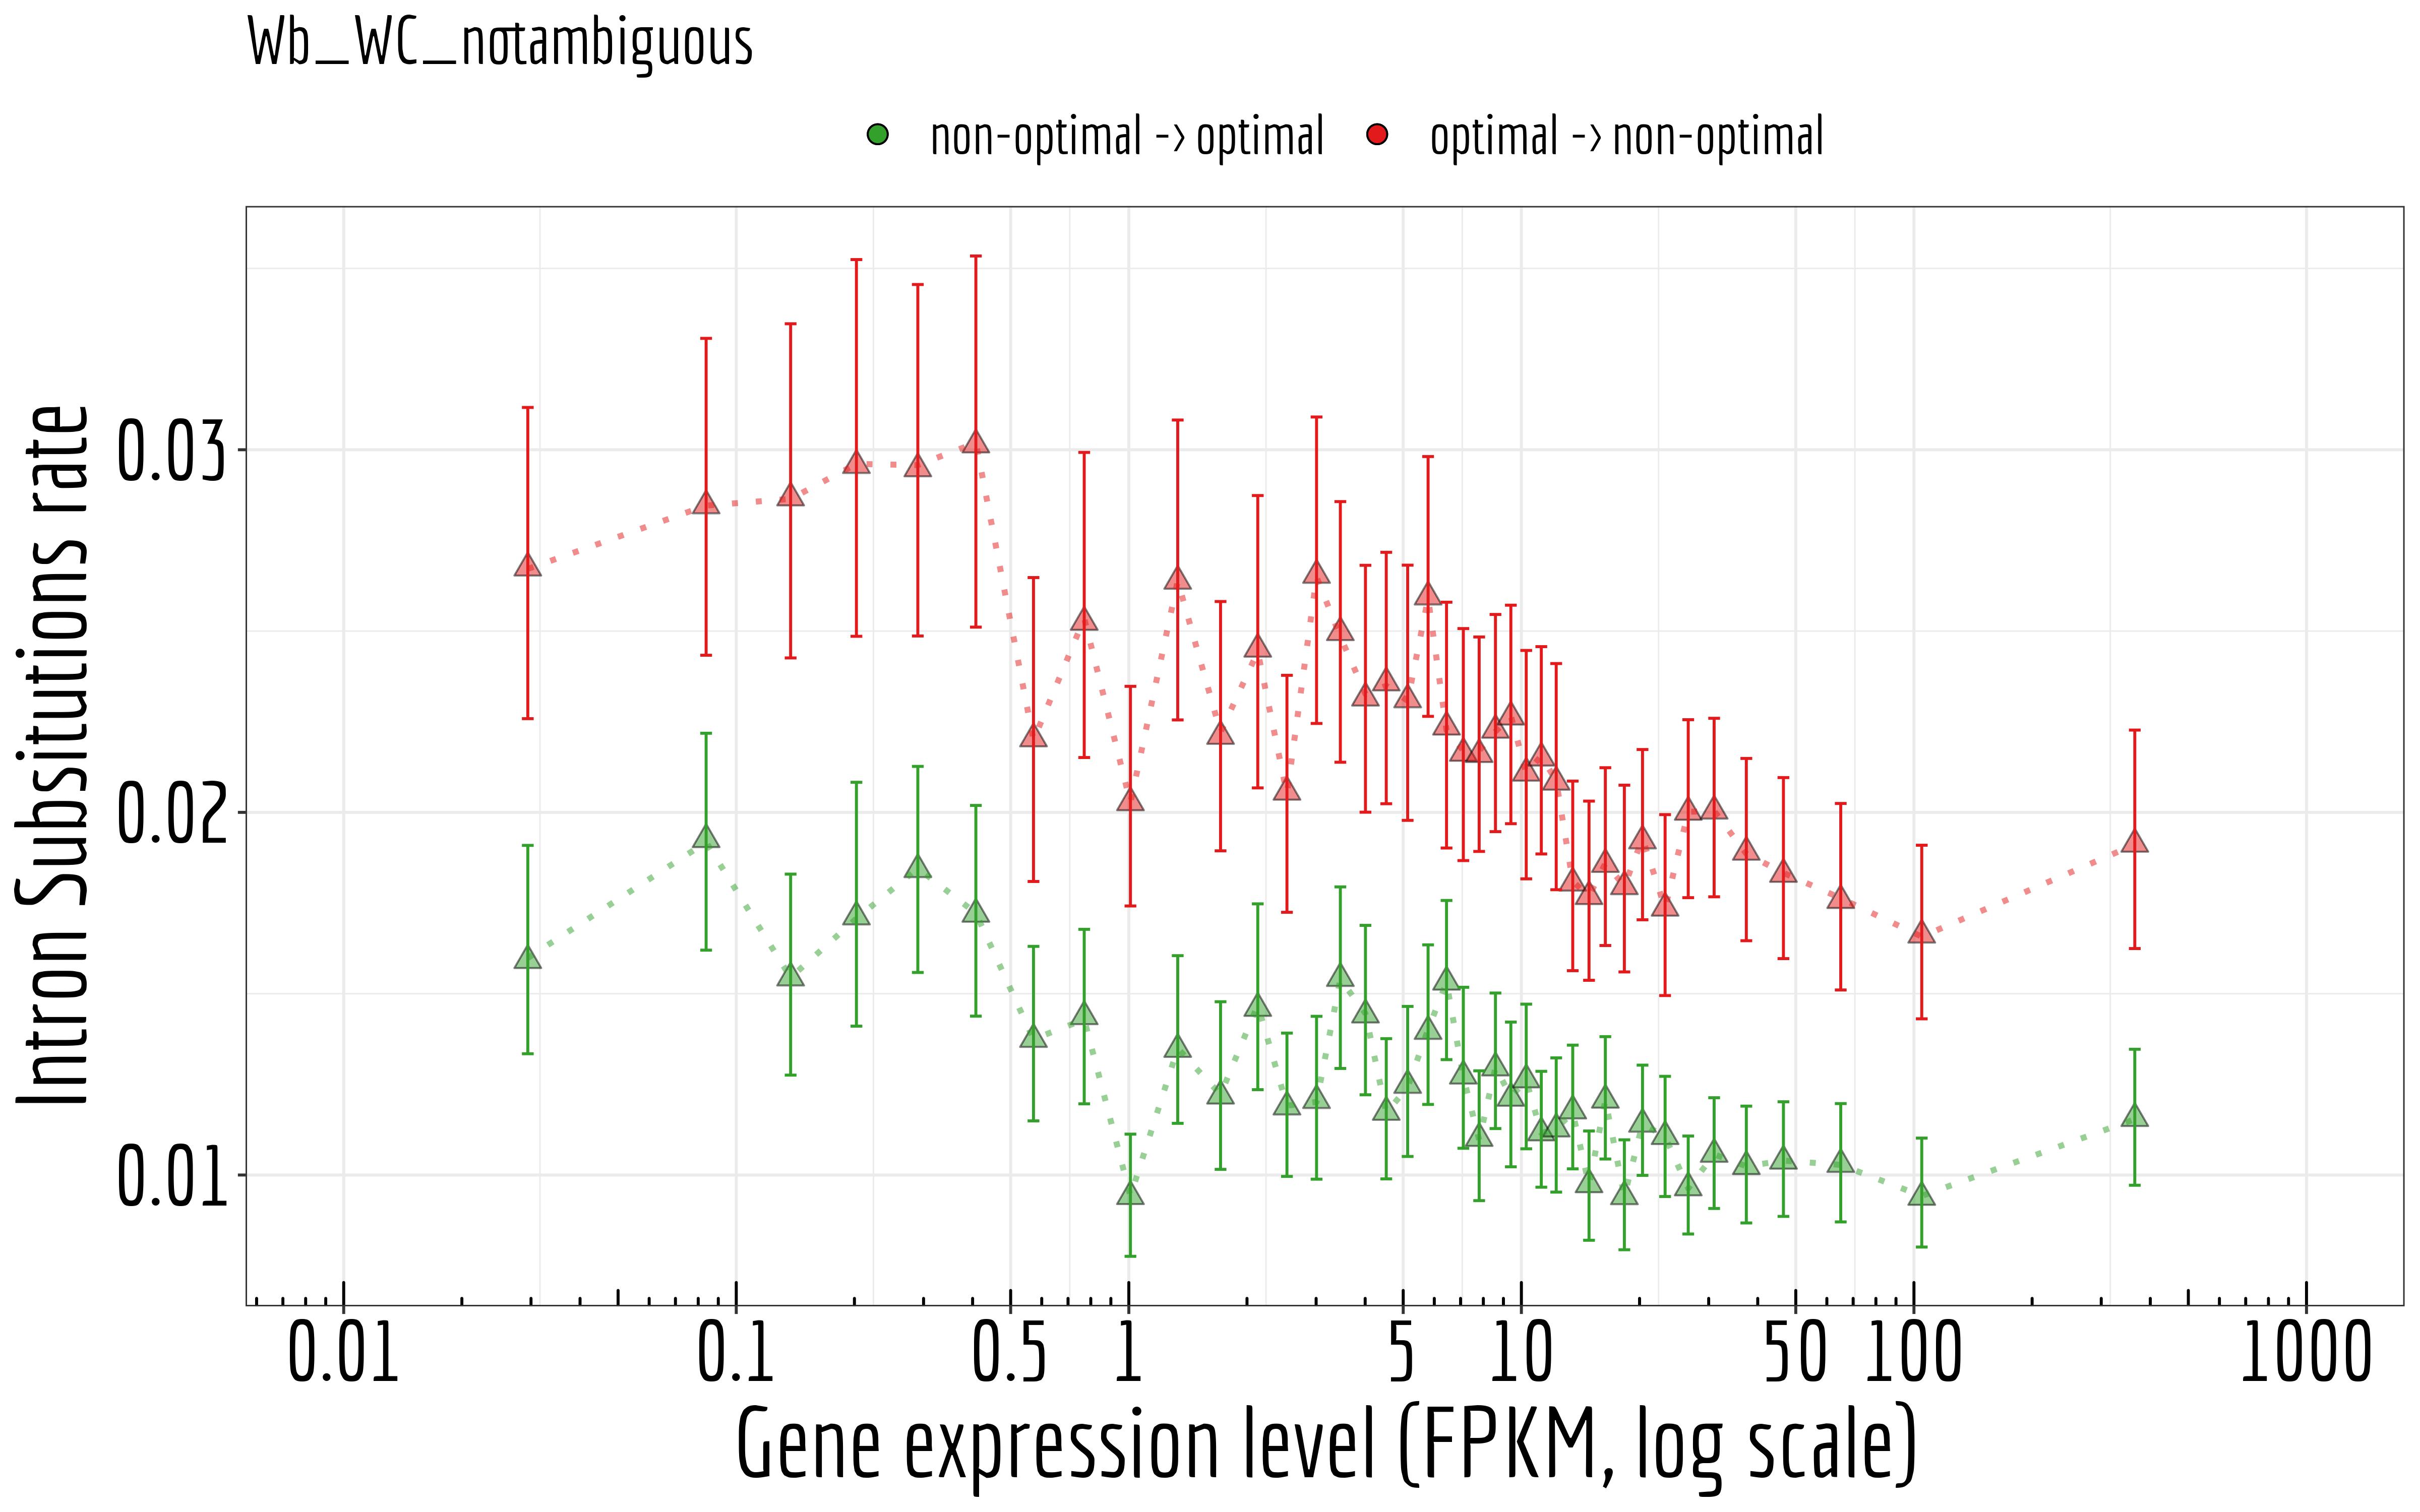 Wb_WC_notambiguous
non-optimal -> optimal optimal -> non-optimal
Intron Subsitutions rate
0.03
0.02
0.01
0.01 0.1 0.5 1 5 10 50 100 1000
Gene expression level (FPKM, log scale)